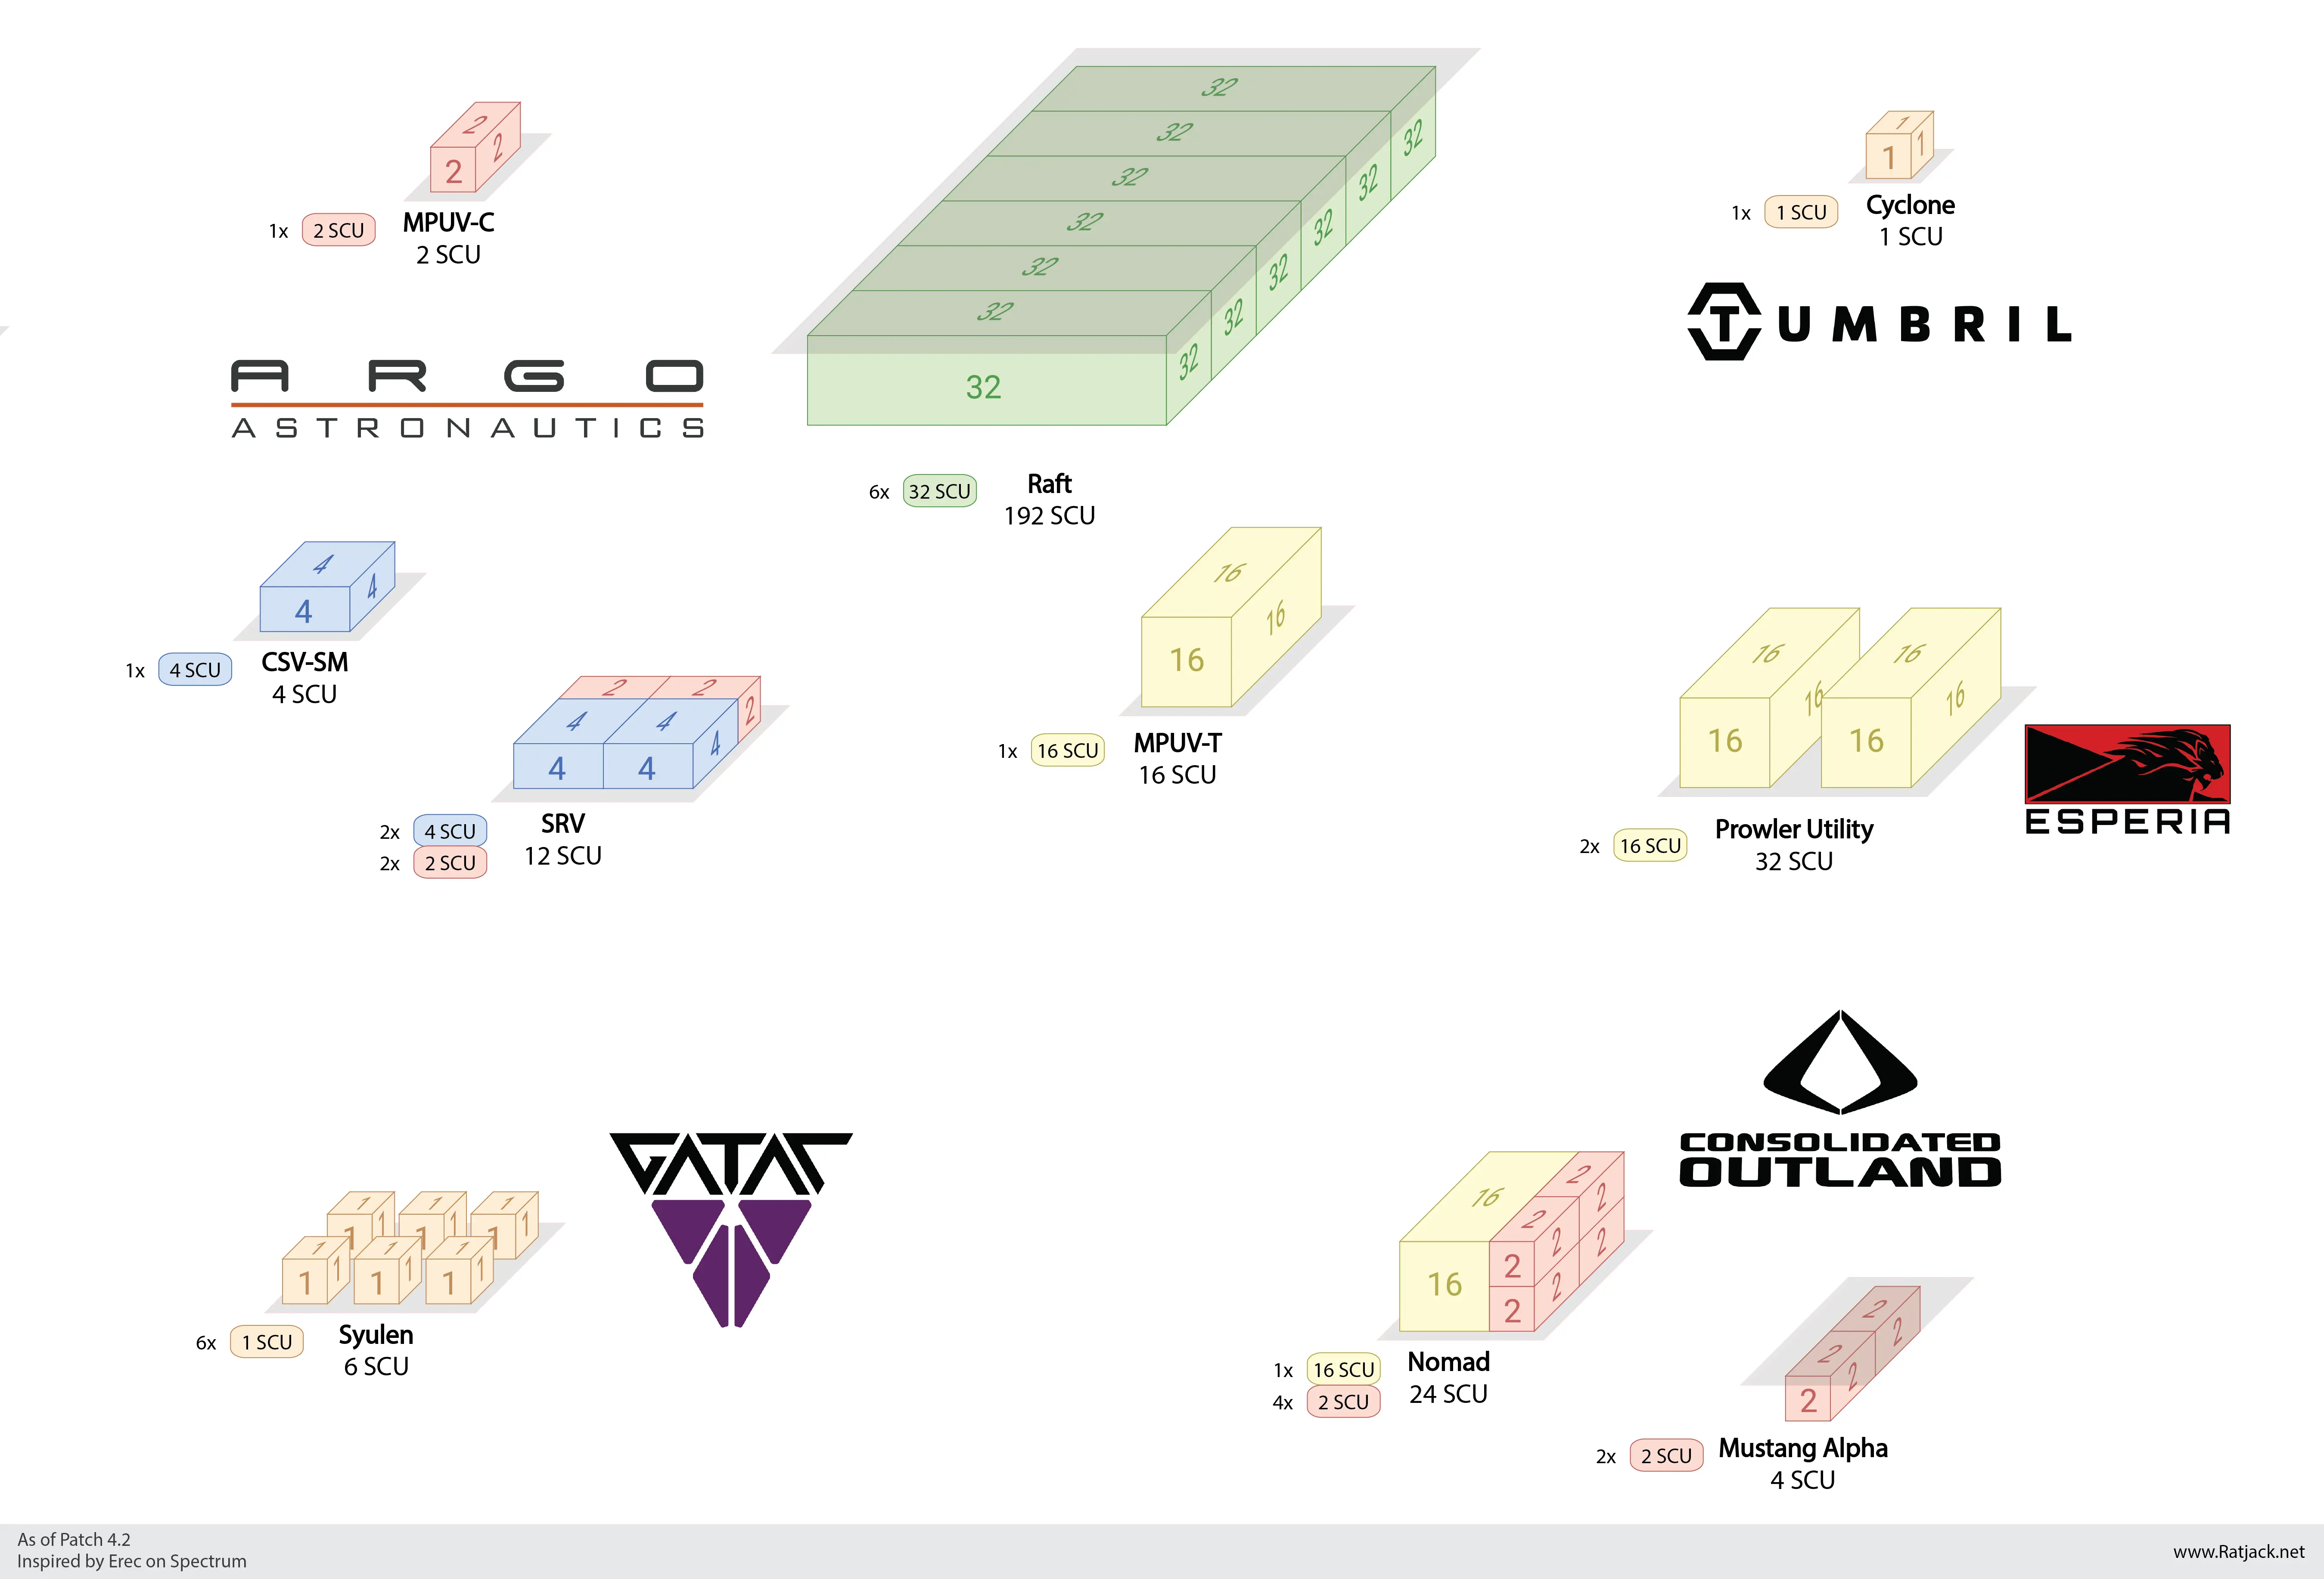 2
2
2
1x 2 SCU
MPUV-C
2 SCU
ARGO
ASTRONAUTICS
32
32
32
32
32
32
32
32
32
32
32
32
32
6x 32 SCU
Raft
192 SCU
1
1
1
1x 1 SCU
Cyclone
1 SCU
TUMBRIL
4
4
4
1x 4 SCU
CSV-SM
4 SCU
2 2
2
4 4
4
4 4
2x 4 SCU
2x 2 SCU
SRV
12 SCU
16
16
16
1x 16 SCU
MPUV-T
16 SCU
16 16
16 16
16 16
2x 16 SCU
Prowler Utility
32 SCU
ESPERIA
1 1 1
1 1 1 1 1 1
1 1 1
1 1 1
1 1 1
6x 1 SCU
Syulen
6 SCU
GATAC
CONSOLIDATED
OUTLAND
16
2
2
2
2
2
2
16
2
2
1x 16 SCU
4x 2 SCU
Nomad
24 SCU
2
2
2
2
2
2x 2 SCU
Mustang Alpha
4 SCU
As of Patch 4.2
Inspired by Erec on Spectrum
www.Ratjack.net